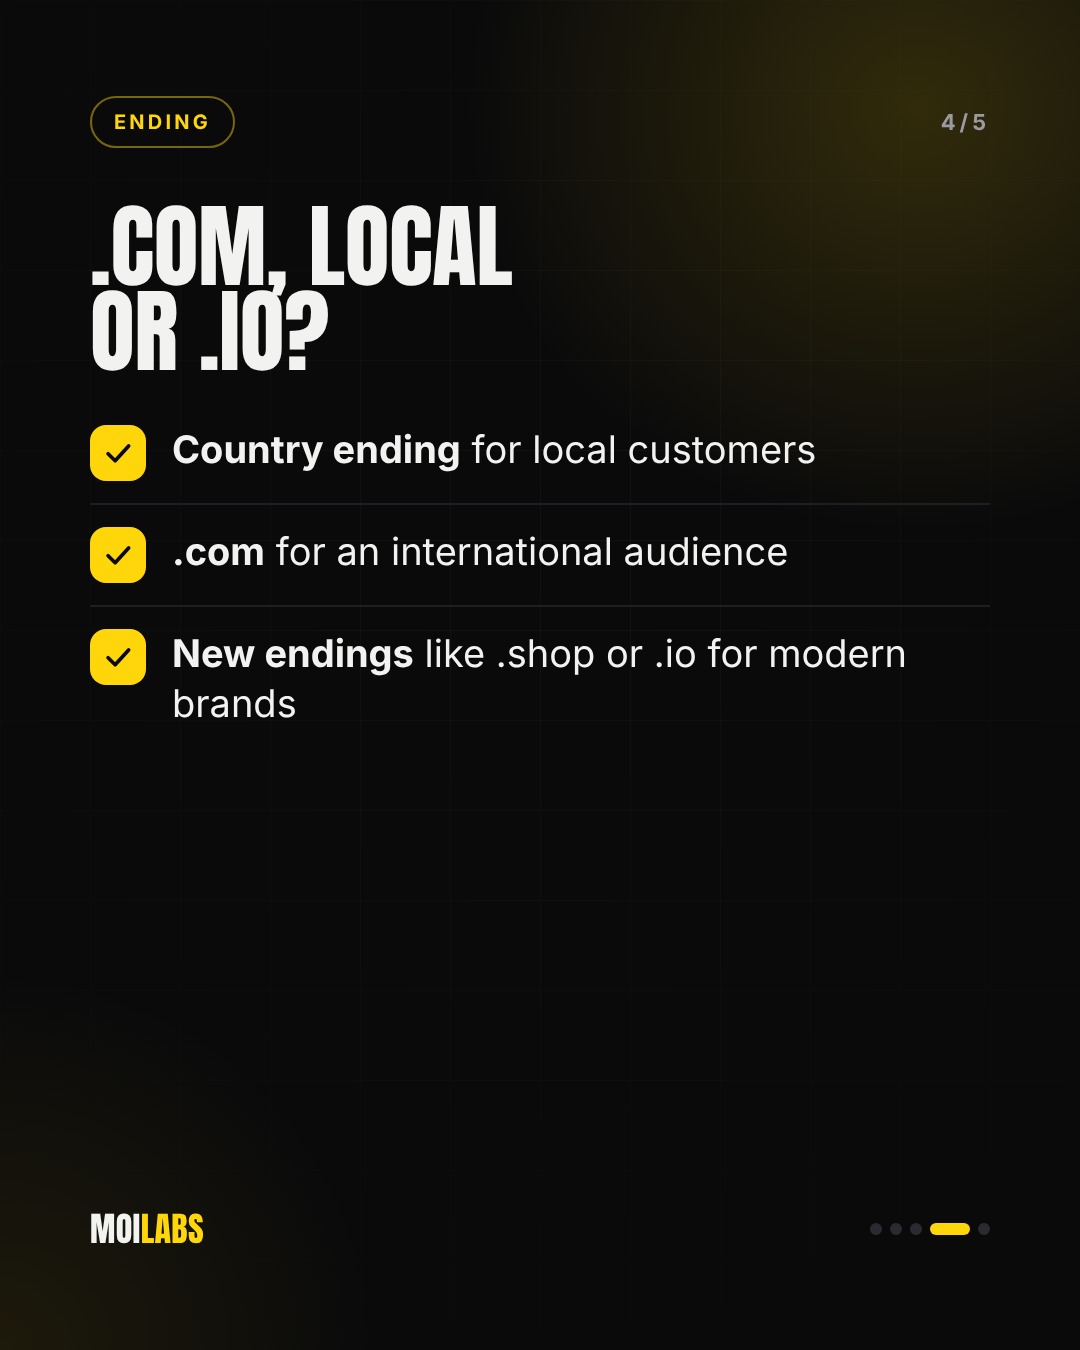 ENDING
4/5
.COM, LOCAL
OR .IO?
Country ending for local customers
.com for an international audience
New endings like .shop or .io for modern
brands
MOILABS